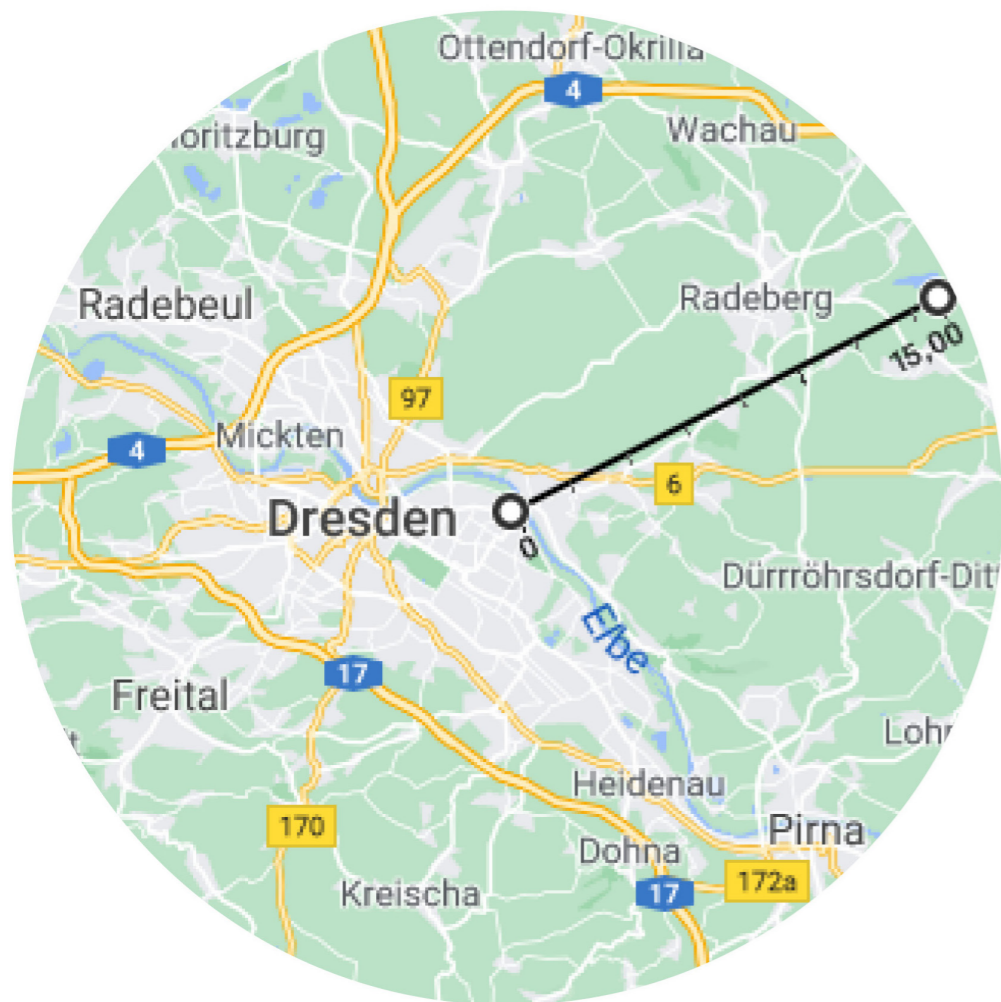 Ottendorf-Okrilla
4
Wachau
oritzburg
Radebeul
Radeberg
15,00
97
Mickten
4
6
Dresden
0
Dürrröhrsdorf-Ditt
Elbe
17
Freital
t
Lohr
Heidenau
170
Pirna
Dohna
172a
Kreischa
17